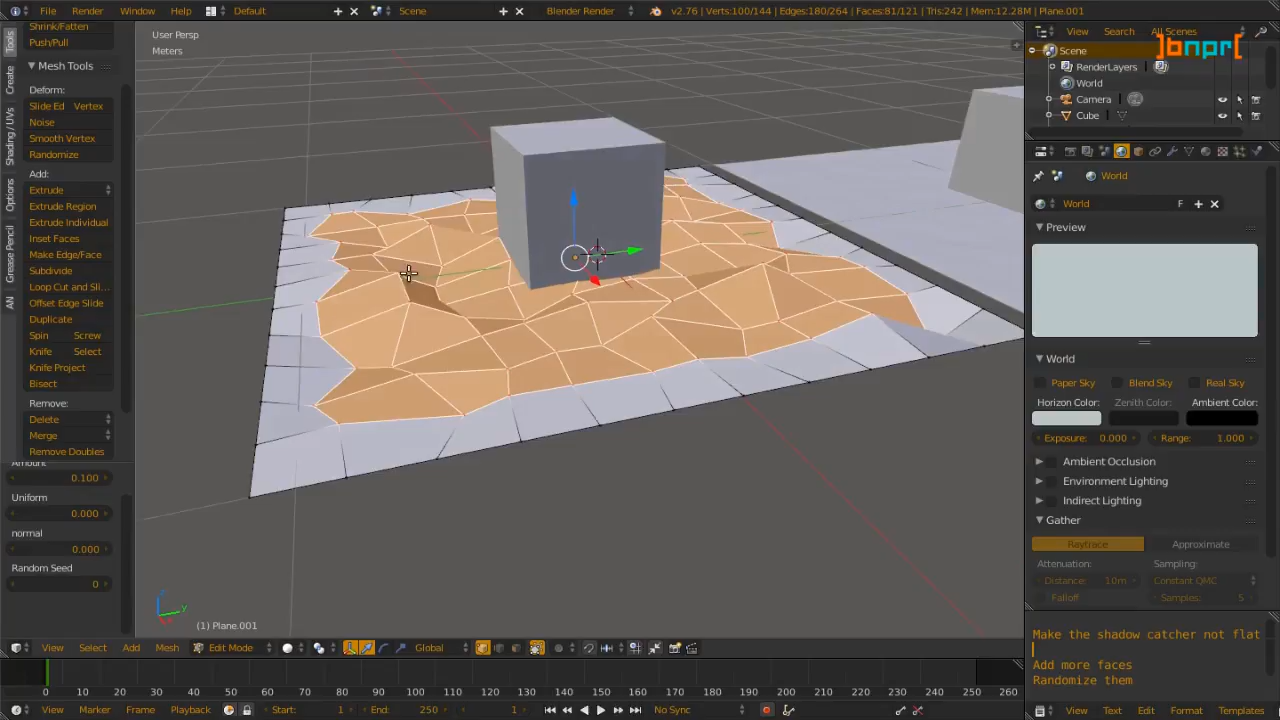 File Render Window Help Default Scene Blender Render v2.76 | Verts:100/144 | Edges:180/264 | Faces:81/121 | Tris:242 | Mem:12.28M | Plane.001
Tools
Create
Shading / UVs
Options
Grease Pencil
AN
Shrink/Fatten
Push/Pull
Mesh Tools
Deform:
Slide Ed Vertex
Noise
Smooth Vertex
Randomize
Add:
Extrude
Extrude Region
Extrude Individual
Inset Faces
Make Edge/Face
Subdivide
Loop Cut and Sli...
Offset Edge Slide
Duplicate
Spin Screw
Knife Select
Knife Project
Bisect
Remove:
Delete
Merge
Remove Doubles
Amount
0.100
Uniform
0.000
normal
0.000
Random Seed
0
User Persp
Meters
z
y
(1) Plane.001
View Select Add Mesh Edit Mode Global
0 10 20 30 40 50 60 70 80 90 100 110 120 130 140 150 160 170 180 190 200 210 220 230 240 250 260
View Marker Frame Playback Start: 1 End: 250 1 No Sync
View Search All Scenes
]bnpr[
Scene
RenderLayers
World
Camera
Cube
World
World F
Preview
World
Paper Sky Blend Sky Real Sky
Horizon Color: Zenith Color: Ambient Color:
Exposure: 0.000 Range: 1.000
Ambient Occlusion
Environment Lighting
Indirect Lighting
Gather
Raytrace Approximate
Attenuation: Sampling:
Distance: 10m Constant QMC
Falloff Samples: 5
Make the shadow catcher not flat
Add more faces
Randomize them
View Text Edit Format Templates